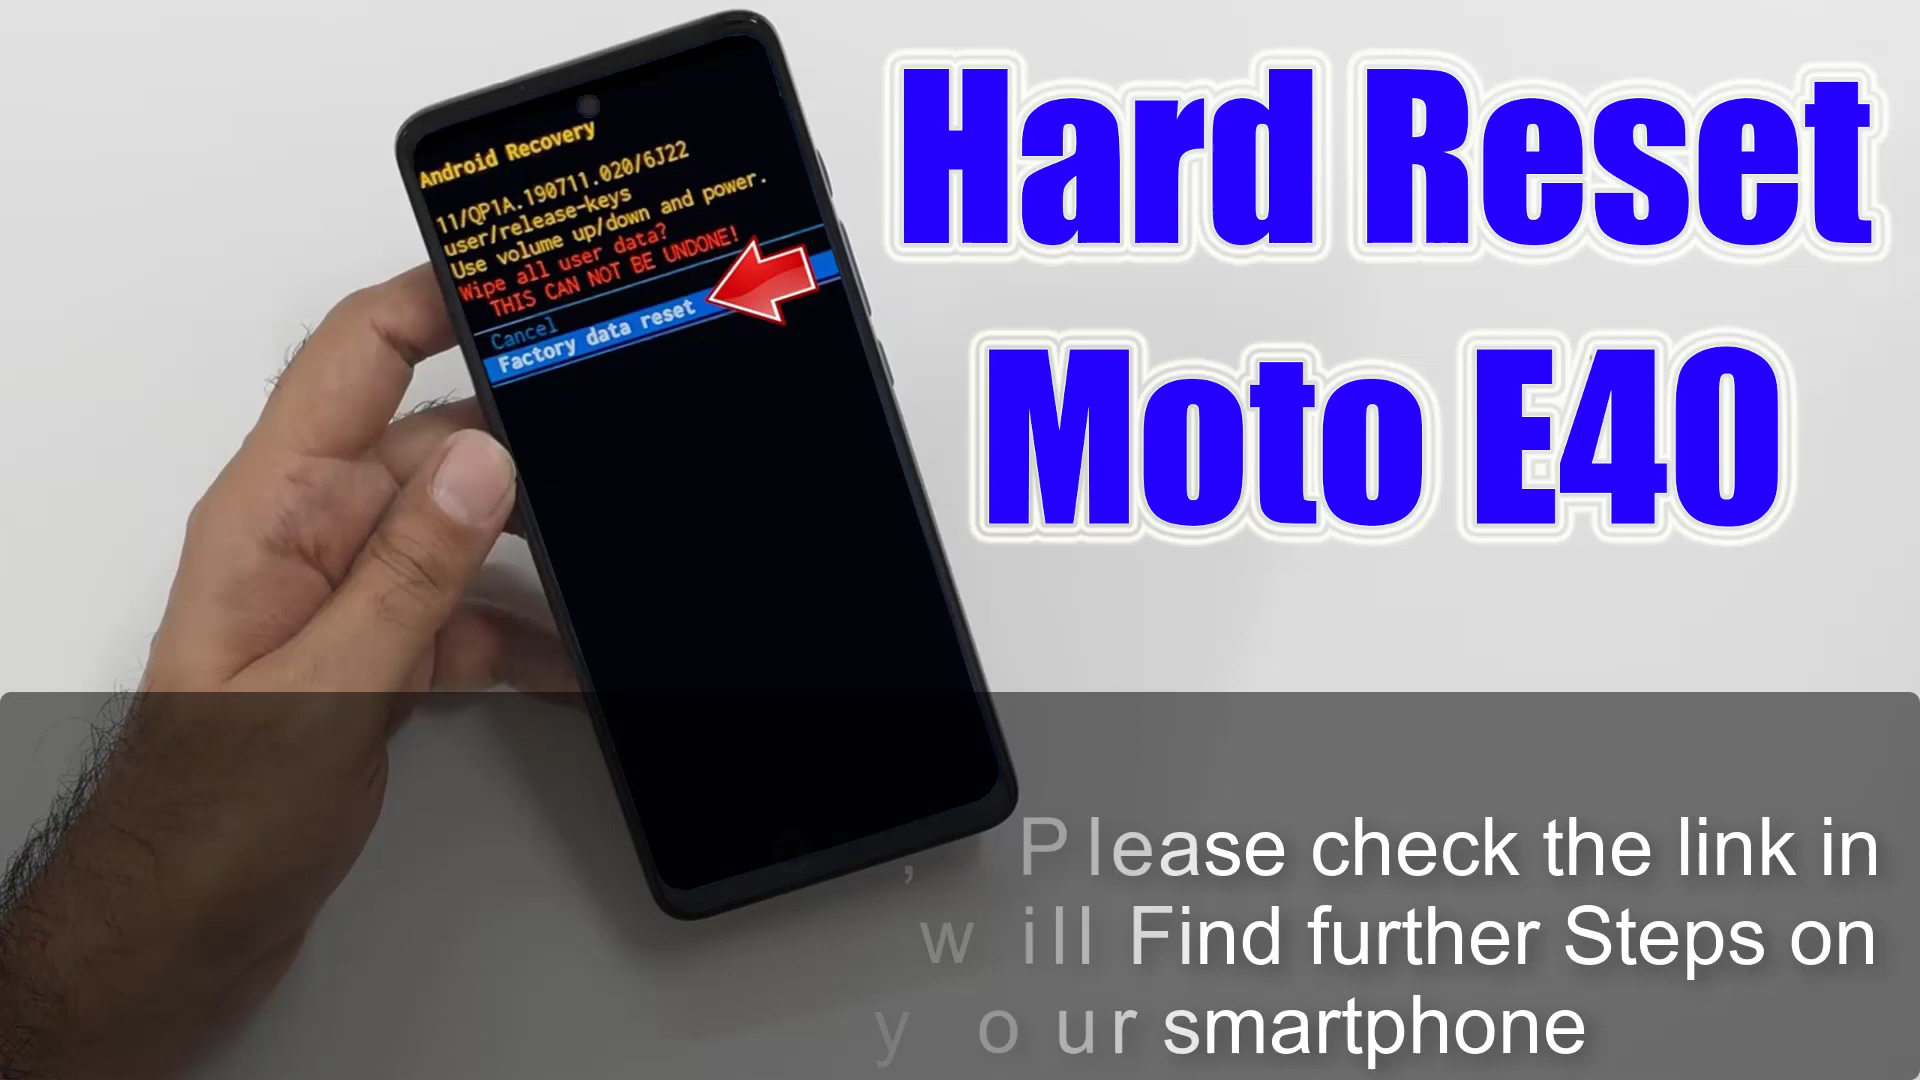 Android Recovery
11/QP1A.190711.020/6J22
user/release-keys
Use volume up/down and power.
Wipe all user data?
THIS CAN NOT BE UNDONE!
Cancel
Factory data reset
Hard Reset
Moto E40
, Please check the link in
will Find further Steps on
your smartphone